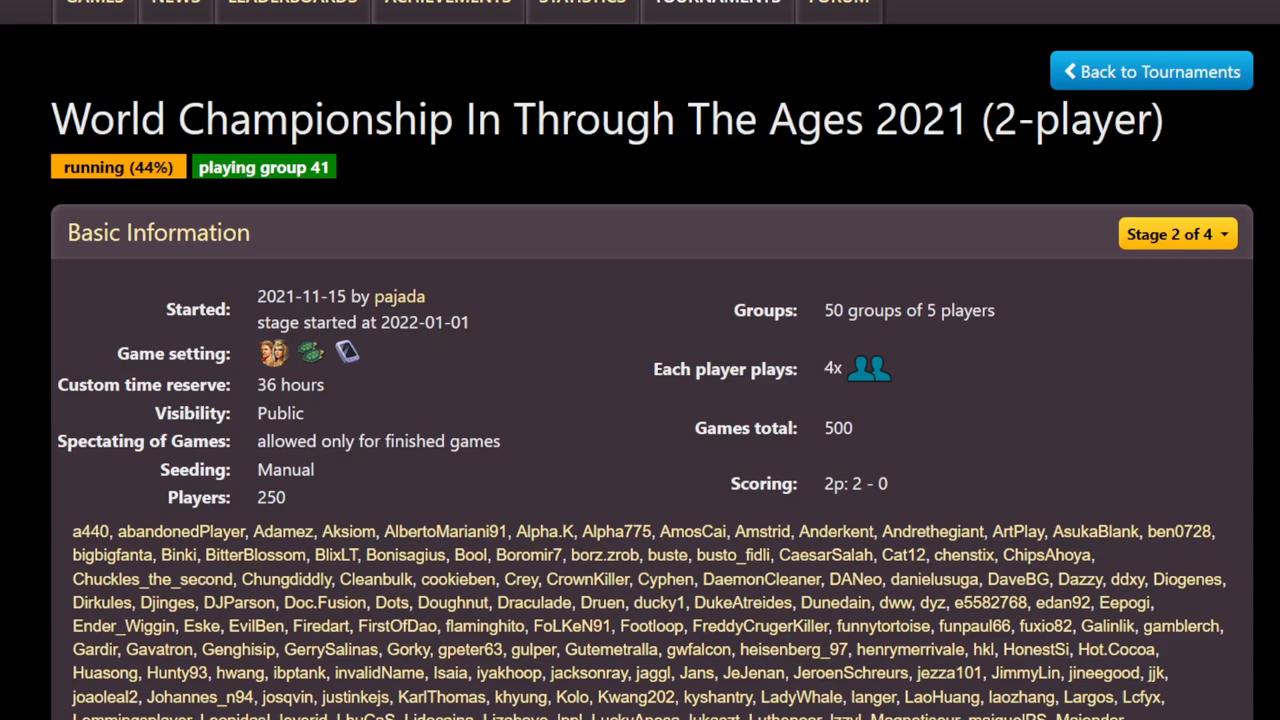 GAMES NEWS LEADERBOARDS ACHIEVEMENTS STATISTICS TOURNAMENTS FORUM
Back to Tournaments
World Championship In Through The Ages 2021 (2-player)
running (44%) playing group 41
Basic Information
Stage 2 of 4
Started: 2021-11-15 by pajada
stage started at 2022-01-01
Game setting:
Custom time reserve: 36 hours
Visibility: Public
Spectating of Games: allowed only for finished games
Seeding: Manual
Players: 250
Groups: 50 groups of 5 players
Each player plays: 4x
Games total: 500
Scoring: 2p: 2 - 0
a440, abandonedPlayer, Adamez, Aksiom, AlbertoMariani91, Alpha.K, Alpha775, AmosCai, Amstrid, Anderkent, Andrethegiant, ArtPlay, AsukaBlank, ben0728,
bigbigfanta, Binki, BitterBlossom, BlixLT, Bonisagius, Bool, Boromir7, borz.zrob, buste, busto_fidli, CaesarSalah, Cat12, chenstix, ChipsAhoya,
Chuckles_the_second, Chungdiddly, Cleanbulk, cookieben, Crey, CrownKiller, Cyphen, DaemonCleaner, DANeo, danielusuga, DaveBG, Dazzy, ddxy, Diogenes,
Dirkules, Djinges, DJParson, Doc.Fusion, Dots, Doughnut, Draculade, Druen, ducky1, DukeAtreides, Dunedain, dww, dyz, e5582768, edan92, Eepogi,
Ender_Wiggin, Eske, EvilBen, Firedart, FirstOfDao, flaminghito, FoLKeN91, Footloop, FreddyCrugerKiller, funnytortoise, funpaul66, fuxio82, Galinlik, gamblerch,
Gardir, Gavatron, Genghisip, GerrySalinas, Gorky, gpeter63, gulper, Gutemetralla, gwfalcon, heisenberg_97, henrymerrivale, hkl, HonestSi, Hot.Cocoa,
Huasong, Hunty93, hwang, ibptank, invalidName, Isaia, iyakhoop, jacksonray, jaggl, Jans, JeJenan, JeroenSchreurs, jezza101, JimmyLin, jineegood, jjk,
joaoleal2, Johannes_n94, josqvin, justinkejs, KarlThomas, khyung, Kolo, Kwang202, kyshantry, LadyWhale, langer, LaoHuang, laozhang, Largos, Lcfyx,